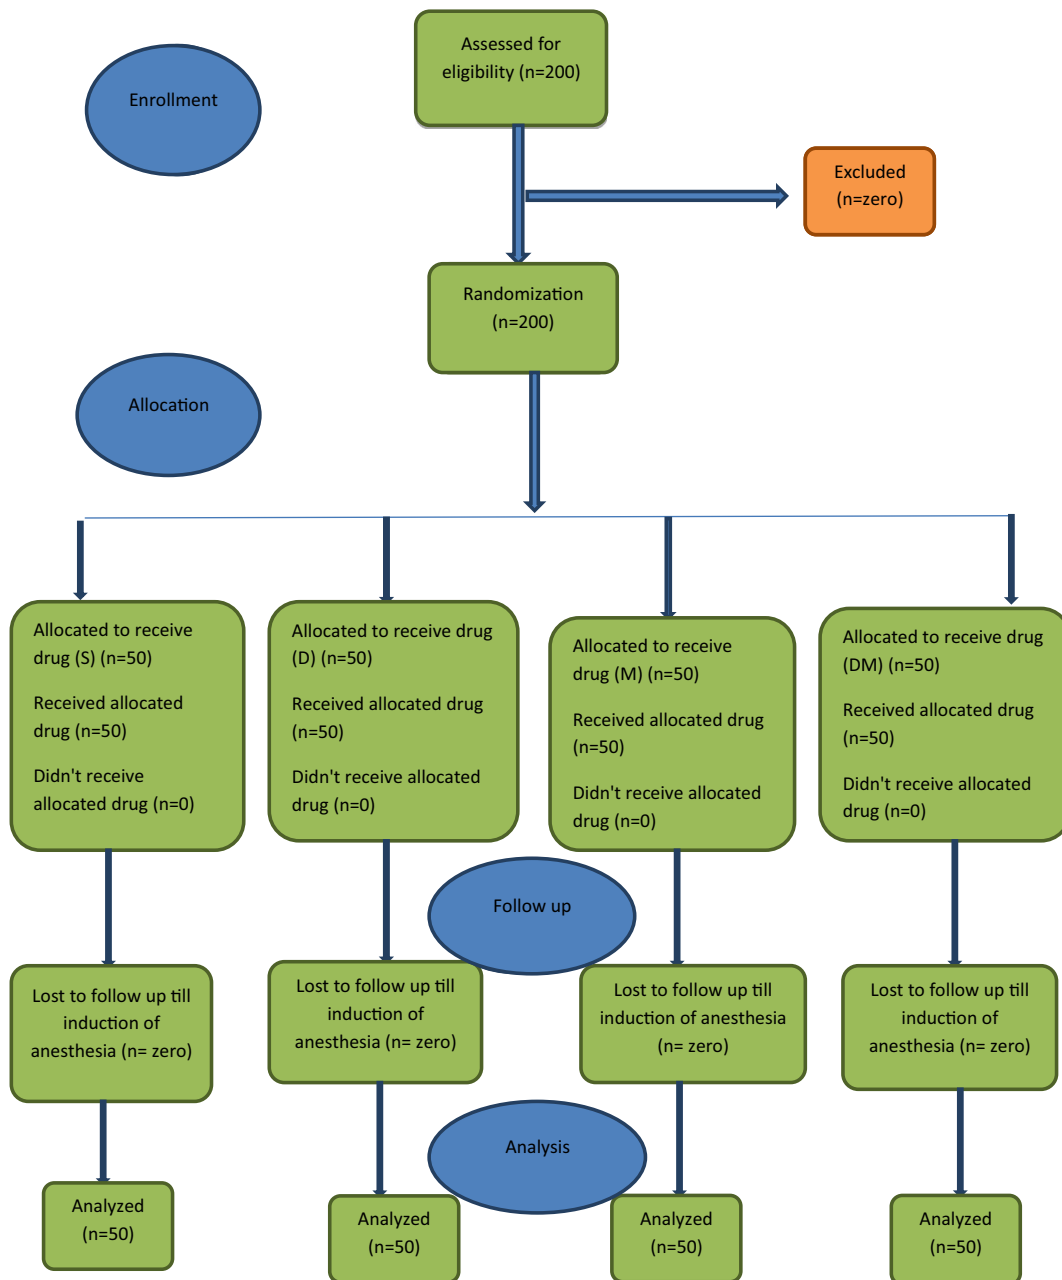 Assessed for
eligibility (n=200)
Enrollment
Excluded
(n=zero)
Randomization
(n=200)
Allocation
Allocated to receive
drug (S) (n=50)
Received allocated
drug (n=50)
Didn't receive
allocated drug (n=0)
Allocated to receive drug
(D) (n=50)
Received allocated drug
(n=50)
Didn't receive allocated
drug (n=0)
Allocated to receive
drug (M) (n=50)
Received allocated drug
(n=50)
Didn't receive allocated
drug (n=0)
Allocated to receive drug
(DM) (n=50)
Received allocated drug
(n=50)
Didn't receive allocated
drug (n=0)
Follow up
Lost to follow up till
induction of
anesthesia (n= zero)
Lost to follow up till
induction of
anesthesia (n= zero)
Lost to follow up till
induction of anesthesia
(n= zero)
Lost to follow up till
induction of
anesthesia (n= zero)
Analysis
Analyzed
(n=50)
Analyzed
(n=50)
Analyzed
(n=50)
Analyzed
(n=50)